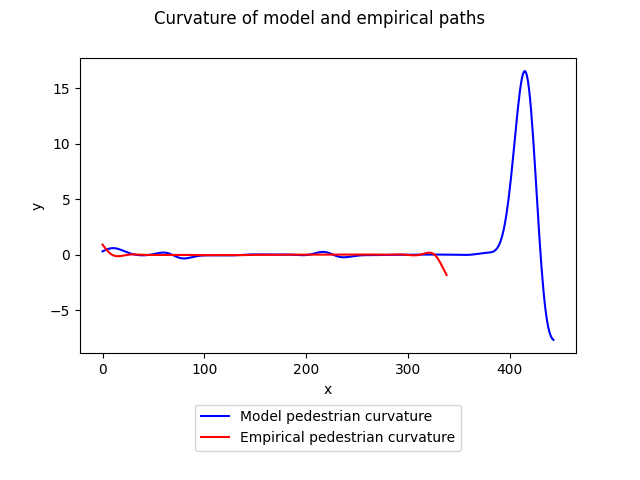 Curvature of model and empirical paths
15
10
5
0
−5
y
0 100 200 300 400
x
Model pedestrian curvature
Empirical pedestrian curvature